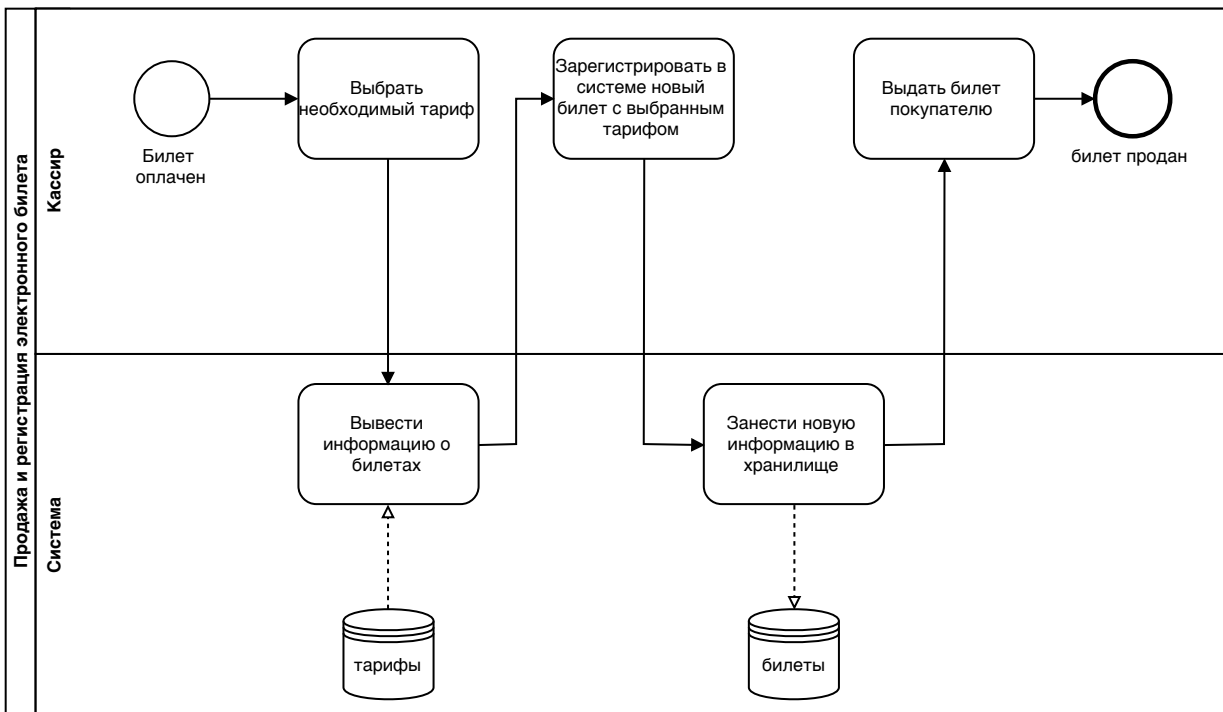 Продажа и регистрация электронного билета
Кассир
Билет
оплачен
Выбрать
необходимый тариф
Зарегистрировать в
системе новый
билет с выбранным
тарифом
Выдать билет
покупателю
билет продан
Система
Вывести
информацию о
билетах
Занести новую
информацию в
хранилище
тарифы
билеты